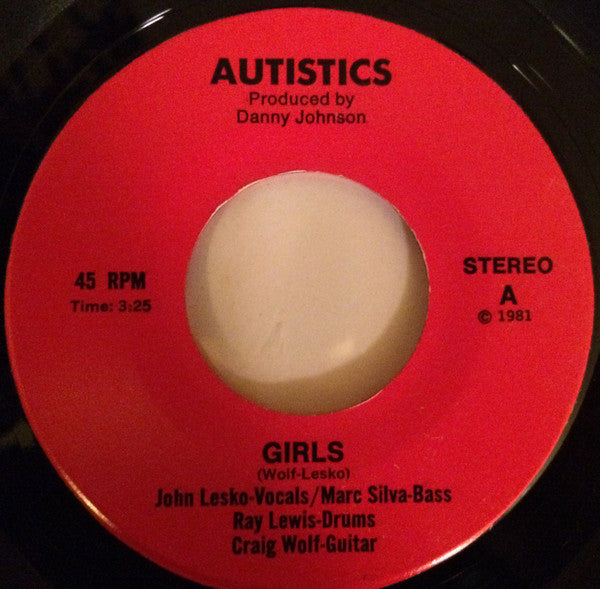 AUTISTICS
Produced by
Danny Johnson
45 RPM
Time: 3:25
STEREO
A
© 1981
GIRLS
(Wolf-Lesko)
John Lesko-Vocals/Marc Silva-Bass
Ray Lewis-Drums
Craig Wolf-Guitar